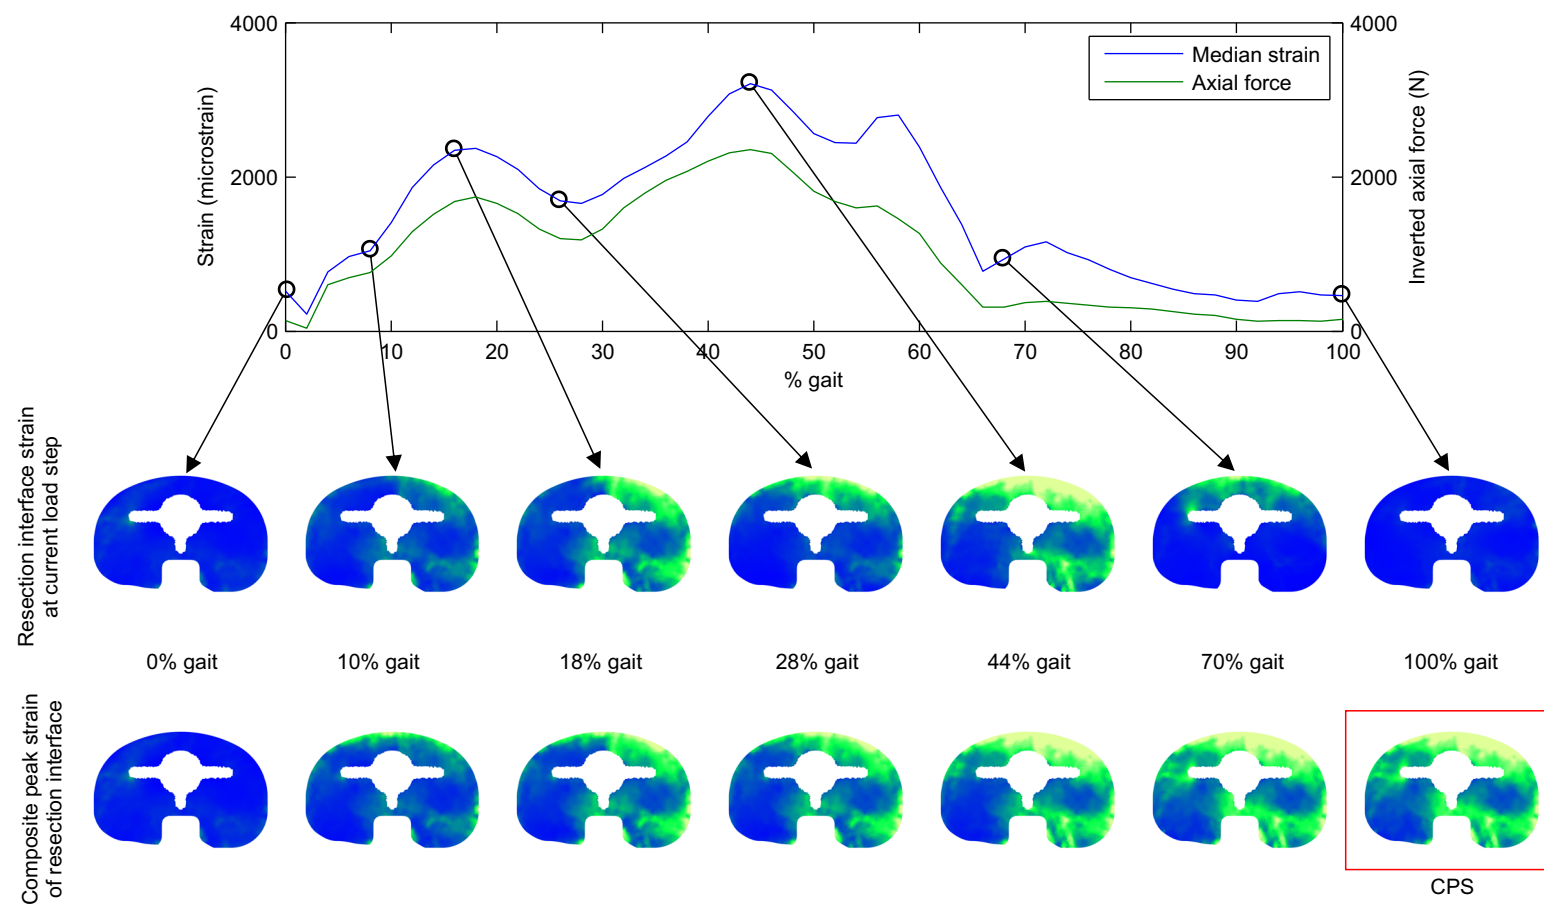 4000
4000
Median strain
Axial force
Strain (microstrain)
Inverted axial force (N)
2000
2000
0
0
0 10 20 30 40 50 60 70 80 90 100
% gait
Resection interface strain
at current load step
0% gait 10% gait 18% gait 28% gait 44% gait 70% gait 100% gait
Composite peak strain
of resection interface
CPS